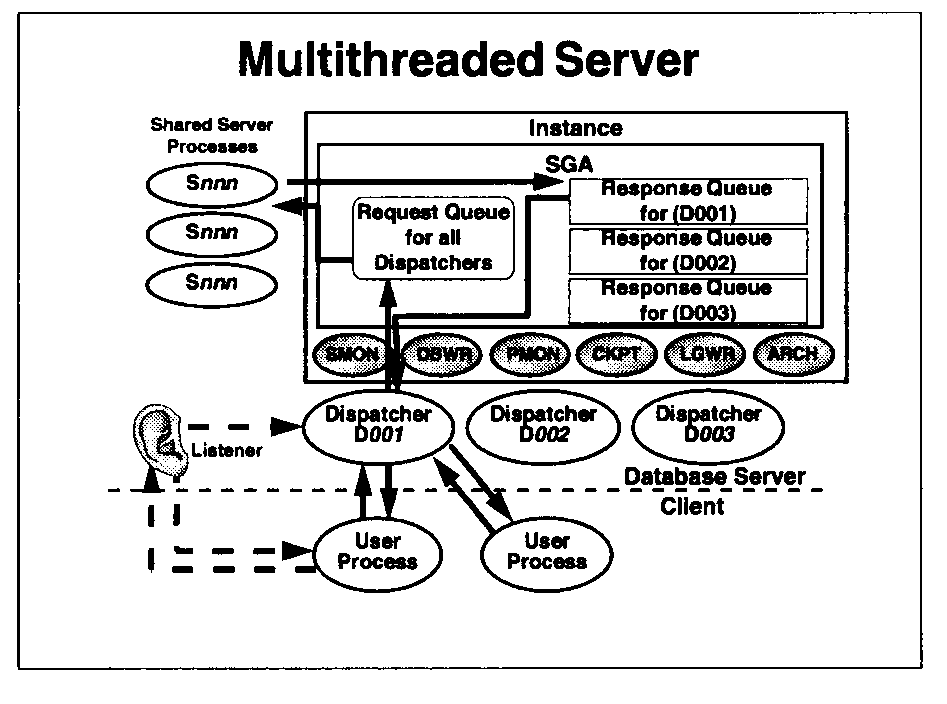 Multithreaded Server
Shared Server
Processes
Snnn
Snnn
Snnn
Instance
SGA
Request Queue
for all
Dispatchers
Response Queue
for (D001)
Response Queue
for (D002)
Response Queue
for (D003)
SMON
DBWR
PMON
CKPT
LGWR
ARCH
Dispatcher
D001
Dispatcher
D002
Dispatcher
D003
Listener
Database Server
Client
User
Process
User
Process